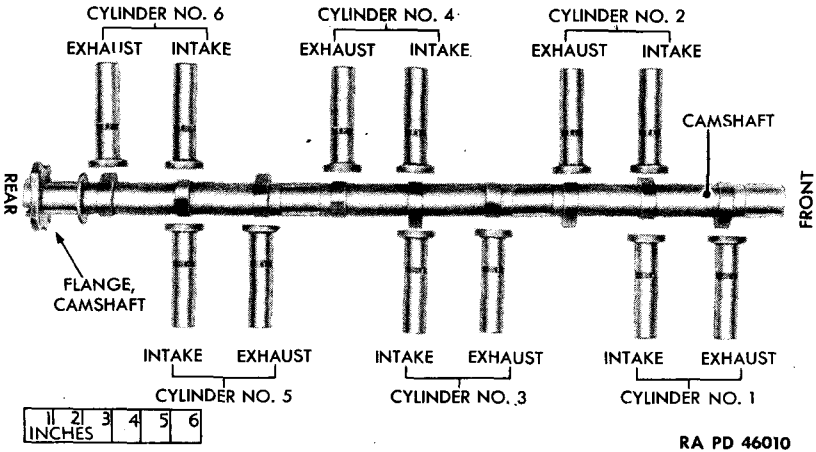 CYLINDER NO. 6 CYLINDER NO. 4 CYLINDER NO. 2
EXHAUST INTAKE EXHAUST INTAKE EXHAUST INTAKE
CAMSHAFT
REAR
FRONT
FLANGE,
CAMSHAFT
INTAKE EXHAUST INTAKE EXHAUST INTAKE EXHAUST
CYLINDER NO. 5 CYLINDER NO. 3 CYLINDER NO. 1
1 2 3 4 5 6
INCHES
RA PD 46010